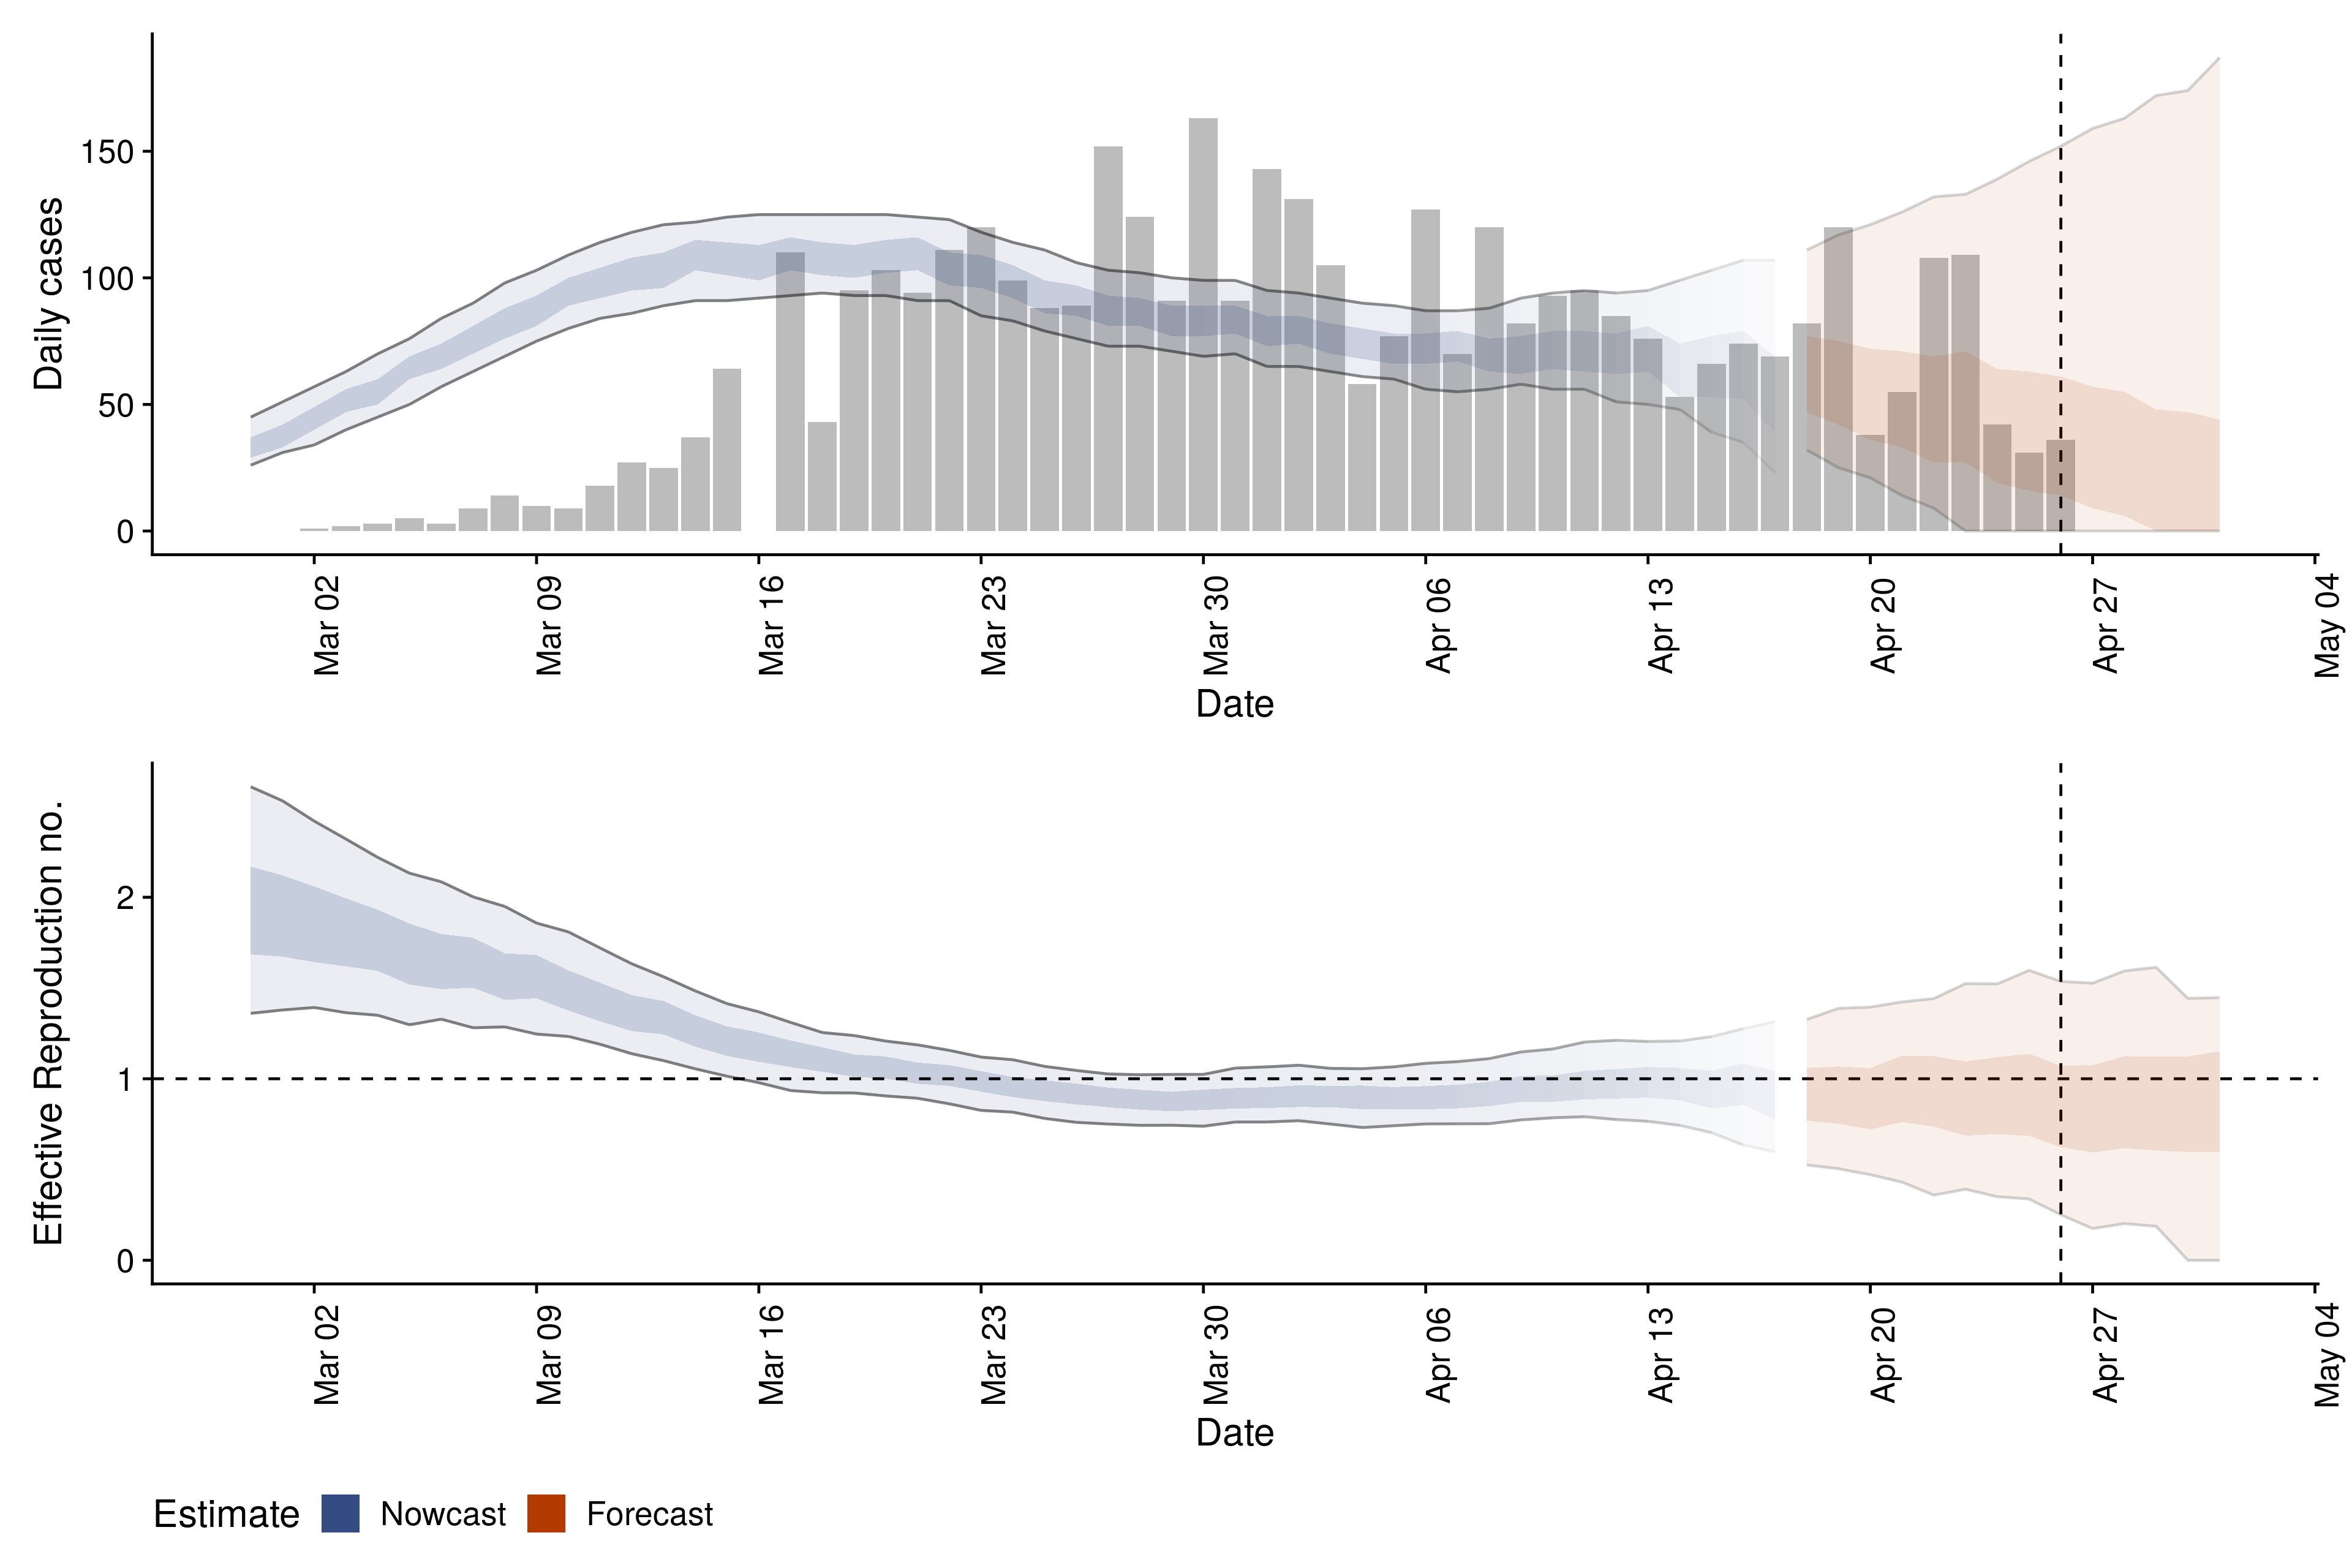 Daily cases
150
100
50
0
Mar 02
Mar 09
Mar 16
Mar 23
Mar 30
Apr 06
Apr 13
Apr 20
Apr 27
May 04
Date
Effective Reproduction no.
2
1
0
Mar 02
Mar 09
Mar 16
Mar 23
Mar 30
Apr 06
Apr 13
Apr 20
Apr 27
May 04
Date
Estimate Nowcast Forecast